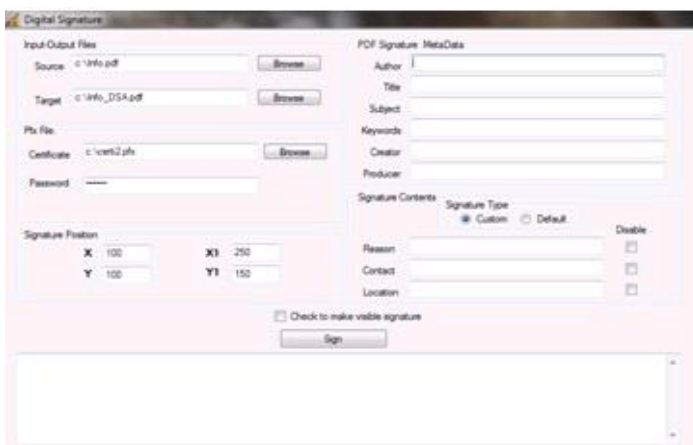 Digital Signature
Input-Output Files
Source c:\info.pdf Browse
Target c:\info_DSA.pdf Browse
Pfx File.
Certificate c:\certi2.pfx Browse
Password
Signature Position
X 100 X1 250
Y 100 Y1 150
PDF Signature MetaData
Author
Title
Subject
Keywords
Creator
Producer
Signature Contents
Signature Type
Custom Default
Disable
Reason
Contact
Location
Check to make visible signature
Sign